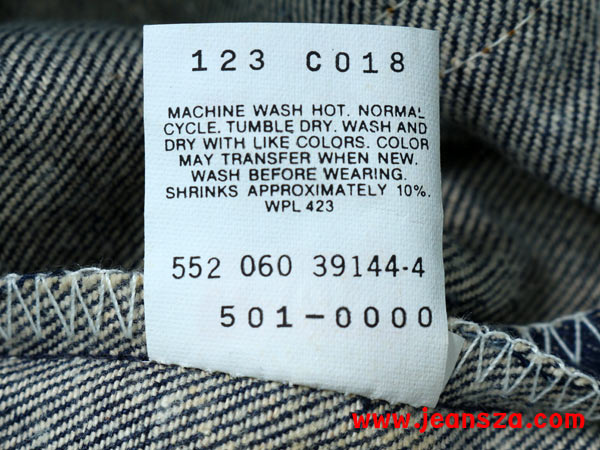 123 C018
MACHINE WASH HOT. NORMAL
CYCLE. TUMBLE DRY. WASH AND
DRY WITH LIKE COLORS. COLOR
MAY TRANSFER WHEN NEW.
WASH BEFORE WEARING.
SHRINKS APPROXIMATELY 10%.
WPL 423
552 060 39144-4
501-0000
www.jeansza.com